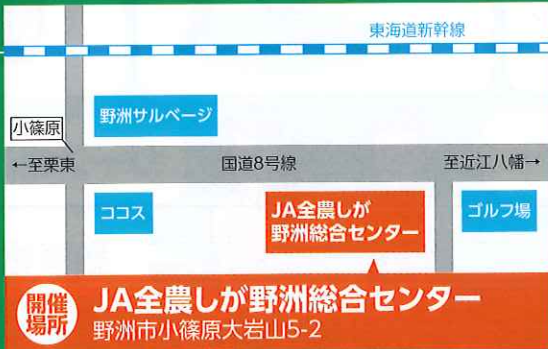 東海道新幹線
野洲サルベージ
小篠原
←至栗東
国道8号線
至近江八幡→
ココス
JA全農しが
野洲総合センター
ゴルフ場
開催
場所
JA全農しが野洲総合センター
野洲市小篠原大岩山5-2